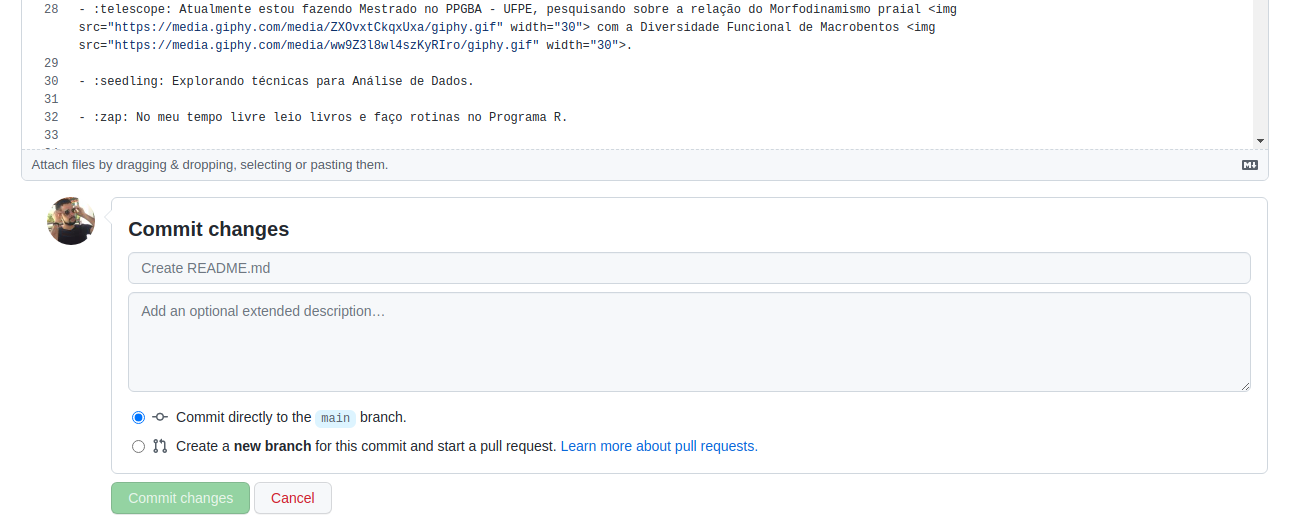 28 - :telescope: Atualmente estou fazendo Mestrado no PPGBA - UFPE, pesquisando sobre a relação do Morfodinamismo praial <img
src="https://media.giphy.com/media/ZXOvxtCkqxUxa/giphy.gif" width="30"> com a Diversidade Funcional de Macrobentos <img
src="https://media.giphy.com/media/ww9Z3l8wl4szKyRIro/giphy.gif" width="30">.
29
30 - :seedling: Explorando técnicas para Análise de Dados.
31
32 - :zap: No meu tempo livre leio livros e faço rotinas no Programa R.
33
Attach files by dragging & dropping, selecting or pasting them.
Commit changes
Create README.md
Add an optional extended description…
Commit directly to the main branch.
Create a new branch for this commit and start a pull request. Learn more about pull requests.
Commit changes Cancel